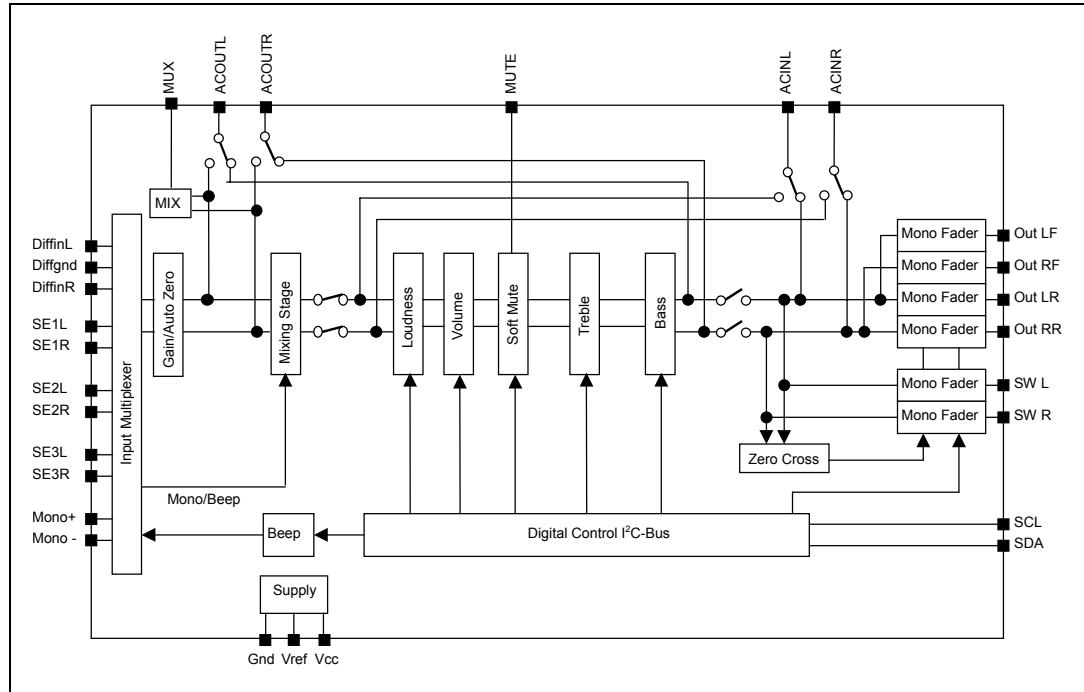 MUX
ACOUTL
ACOUTR
MUTE
ACINL
ACINR
MIX
DiffinL
Diffgnd
DiffinR
SE1L
SE1R
SE2L
SE2R
SE3L
SE3R
Mono+
Mono -
Input Multiplexer
Gain/Auto Zero
Mixing Stage
Loudness
Volume
Soft Mute
Treble
Bass
Mono Fader
Mono Fader
Mono Fader
Mono Fader
Mono Fader
Mono Fader
Out LF
Out RF
Out LR
Out RR
SW L
SW R
Zero Cross
Mono/Beep
Beep
Digital Control I²C-Bus
SCL
SDA
Supply
Gnd
Vref
Vcc